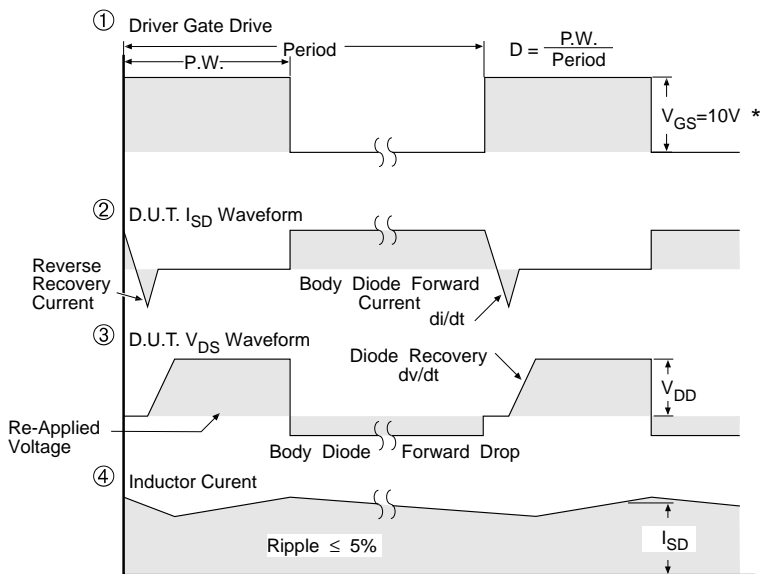 ① Driver Gate Drive
P.W.
Period
D = P.W. / Period
V_GS=10V *
② D.U.T. I_SD Waveform
Reverse
Recovery
Current
Body Diode Forward
Current
di/dt
③ D.U.T. V_DS Waveform
Diode Recovery
dv/dt
V_DD
Re-Applied
Voltage
Body Diode Forward Drop
④ Inductor Curent
Ripple ≤ 5%
I_SD